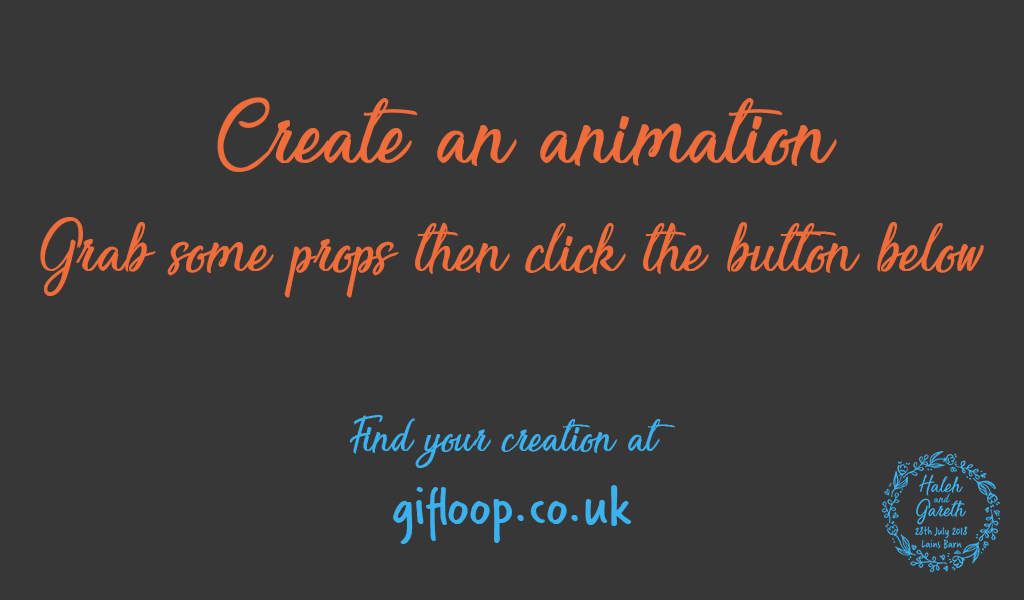 Create an animation
Grab some props then click the button below
Find your creation at
gifloop.co.uk
Haleh
and
Gareth
28th July 2018
Lains Barn